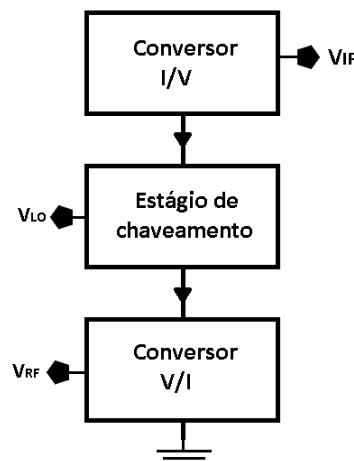 Conversor
I/V
VIF
Estágio de
chaveamento
VLO
Conversor
V/I
VRF